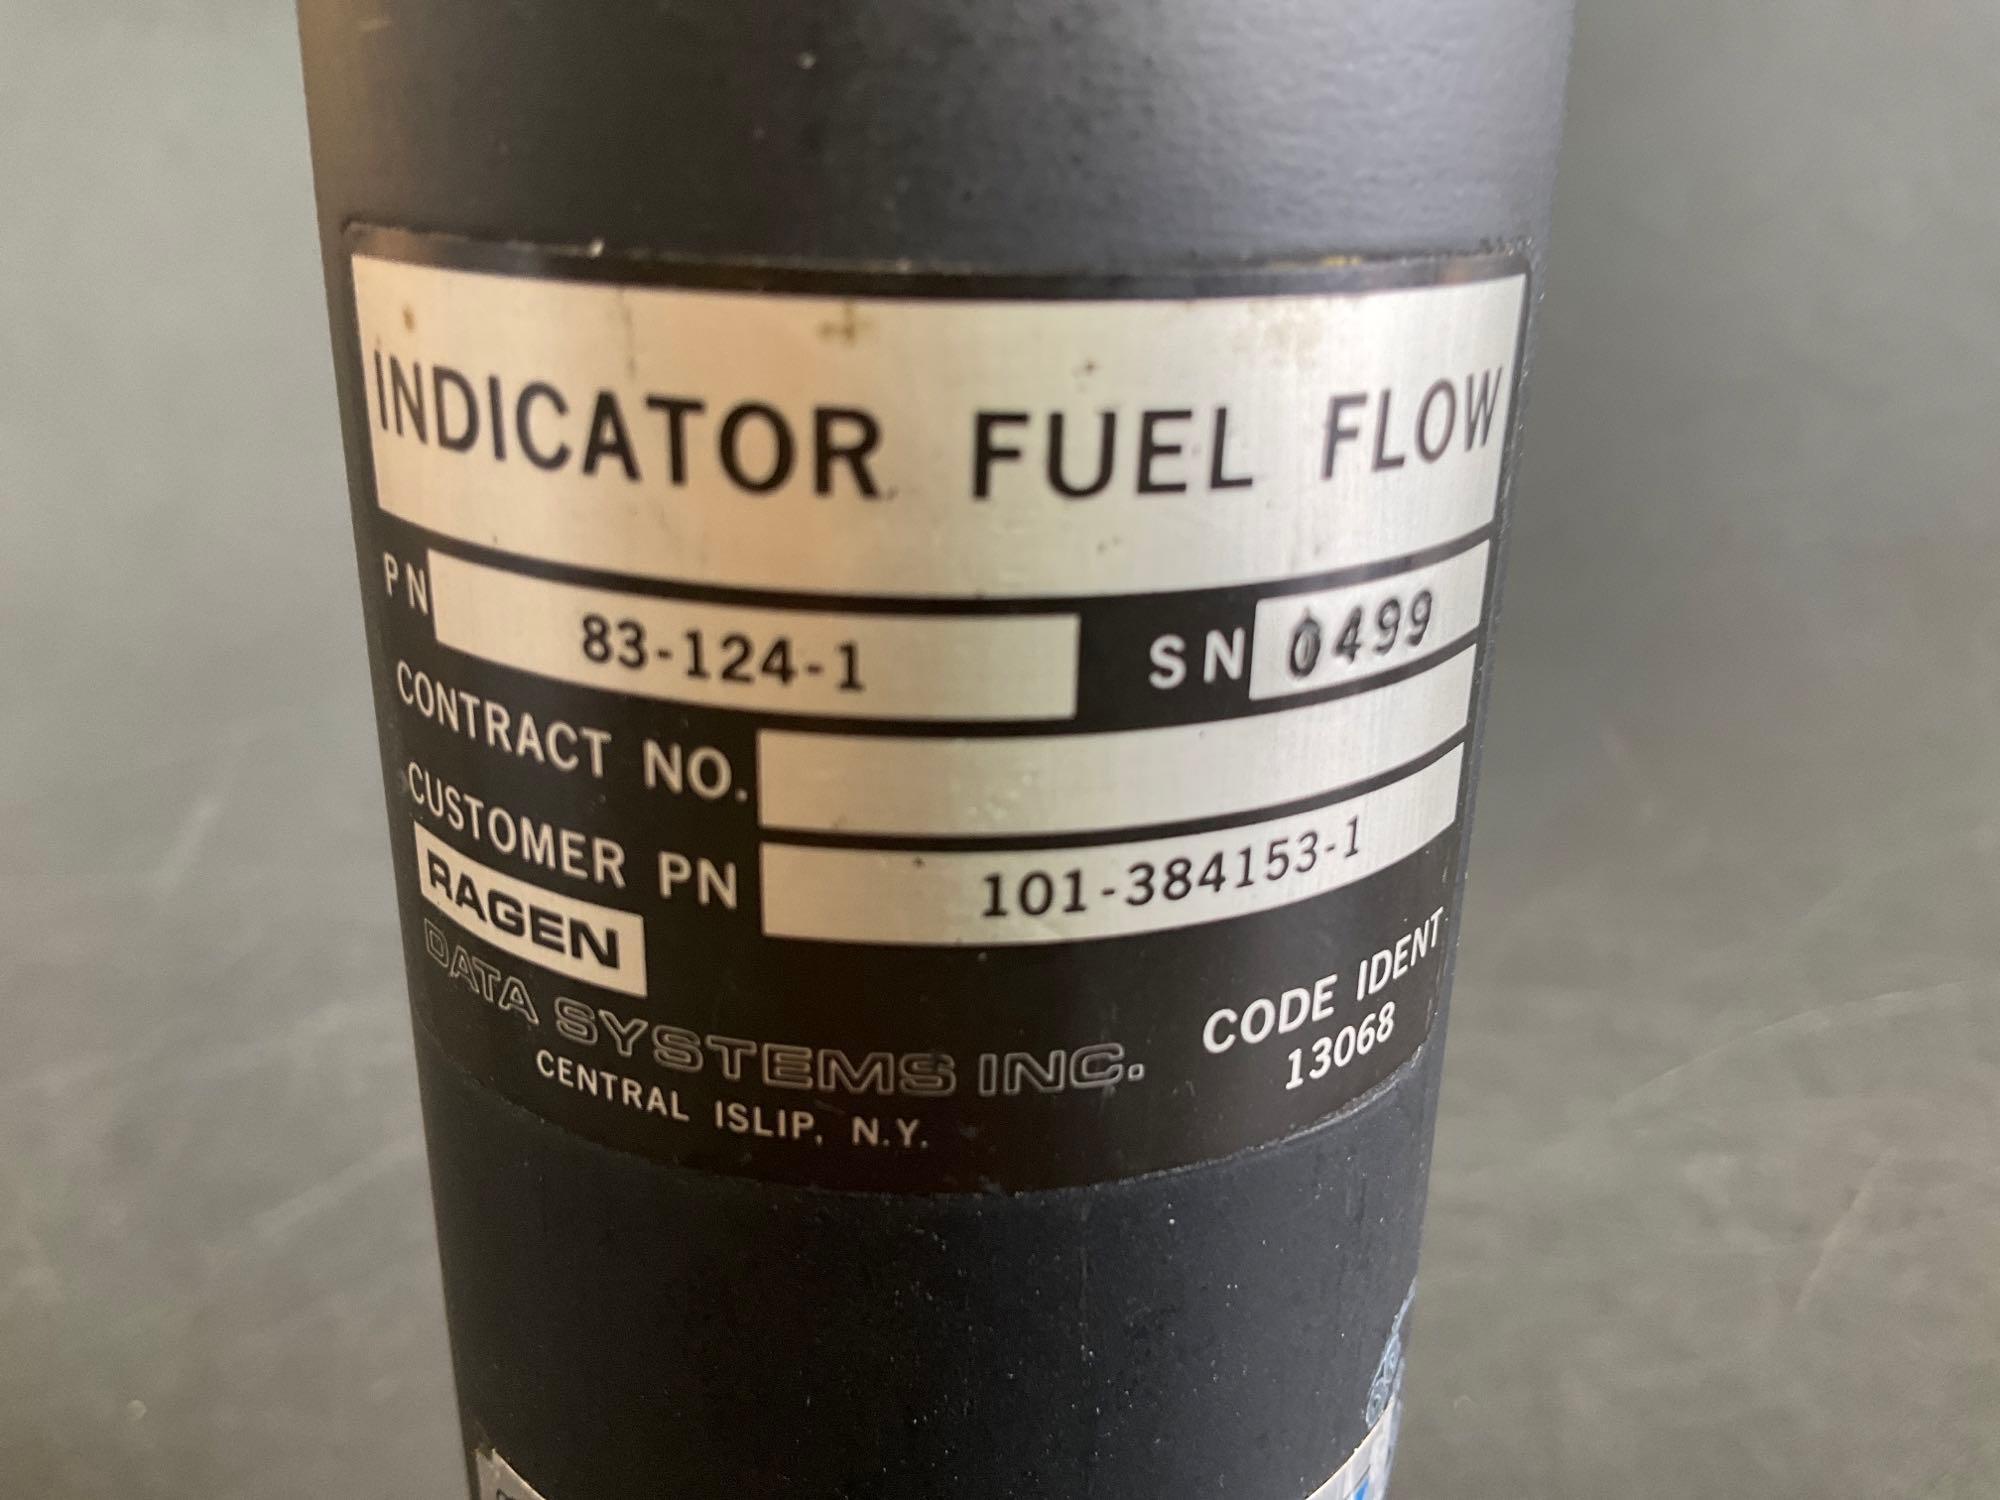 INDICATOR FUEL FLOW
PN 83-124-1 SN 0499
CONTRACT NO.
CUSTOMER PN 101-384153-1
RAGEN
DATA SYSTEMS INC.
CENTRAL ISLIP, N.Y.
CODE IDENT
13068